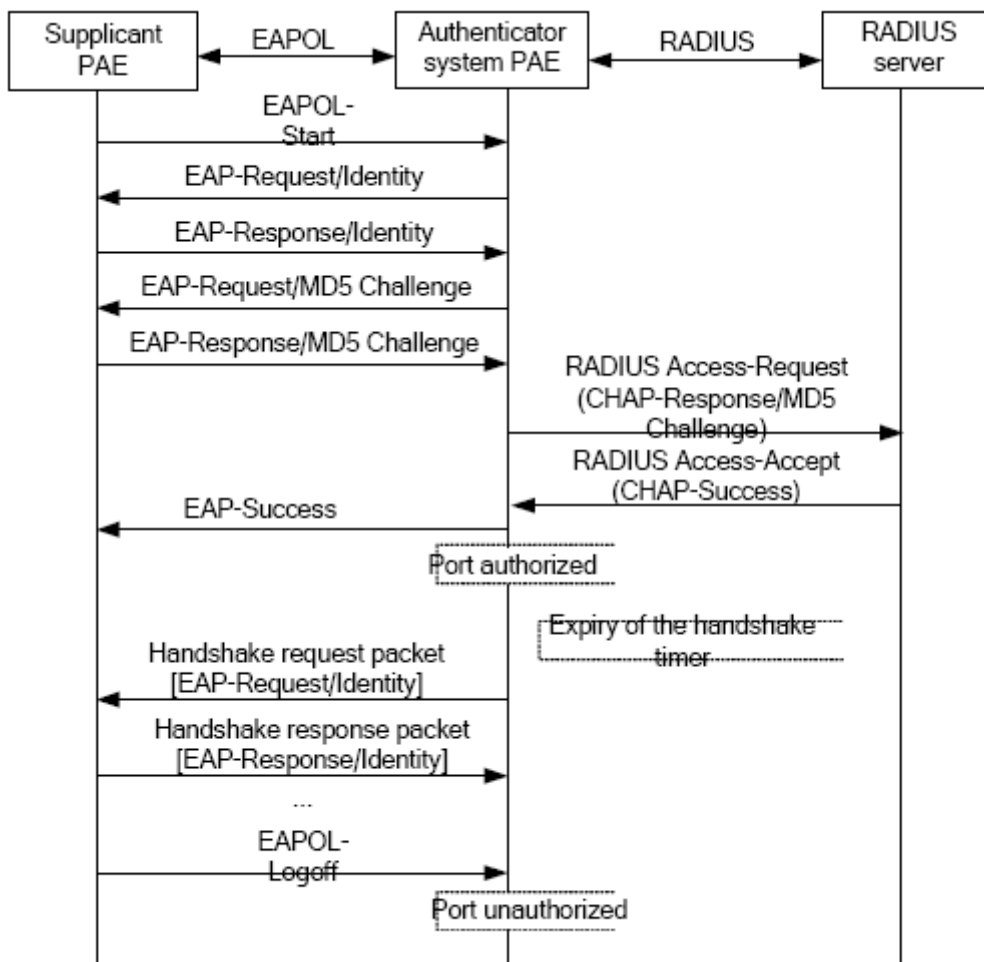 Supplicant
PAE
EAPOL
Authenticator
system PAE
RADIUS
RADIUS
server
EAPOL-
Start
EAP-Request/Identity
EAP-Response/Identity
EAP-Request/MD5 Challenge
EAP-Response/MD5 Challenge
RADIUS Access-Request
(CHAP-Response/MD5
Challenge)
RADIUS Access-Accept
(CHAP-Success)
EAP-Success
Port authorized
Expiry of the handshake
timer
Handshake request packet
[EAP-Request/Identity]
Handshake response packet
[EAP-Response/Identity]
...
EAPOL-
Logoff
Port unauthorized